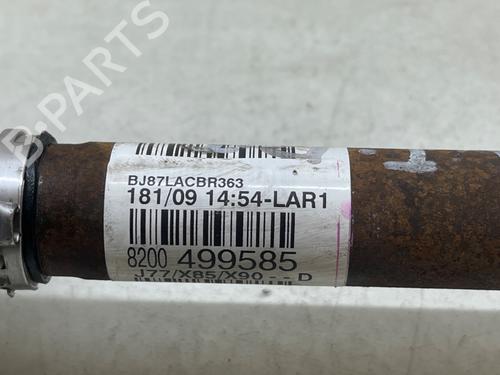 BJ87LACBR363
181/09 14:54-LAR1
8200 499585
J77/X85/X90--D
B-PARTS